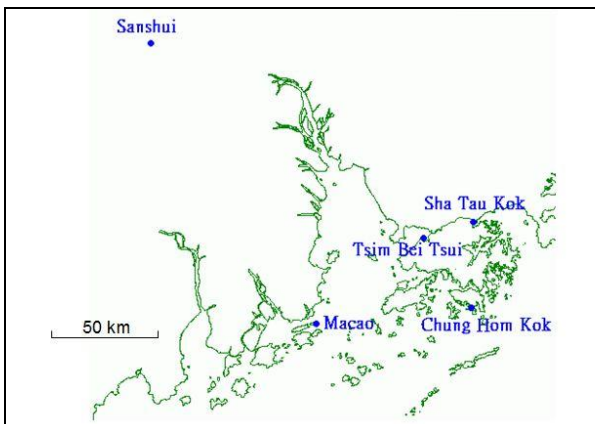 Sanshui
Sha Tau Kok
Tsim Bei Tsui
50 km
Macao
Chung Hom Kok